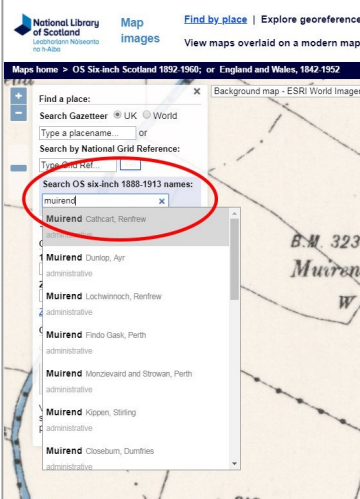 National Library
of Scotland
Leabharlann Nàiseanta
na h-Alba
Map
images
Find by place | Explore georeference
View maps overlaid on a modern map
Maps home > OS Six-inch Scotland 1892-1960; or England and Wales, 1842-1952
+
−
Find a place:
x
Background map - ESRI World Imager
Search Gazetteer UK World
Type a placename... or
Search by National Grid Reference:
Type Grid Ref...
Search OS six-inch 1888-1913 names:
muirend x
Muirend Cathcart, Renfrew
administrative
Muirend Dunlop, Ayr
administrative
Muirend Lochwinnoch, Renfrew
administrative
Muirend Findo Gask, Perth
administrative
Muirend Monzievaird and Strowan, Perth
administrative
Muirend Kippen, Stirling
administrative
Muirend Closeburn, Dumfries
administrative
B.M. 323
Muiren
W